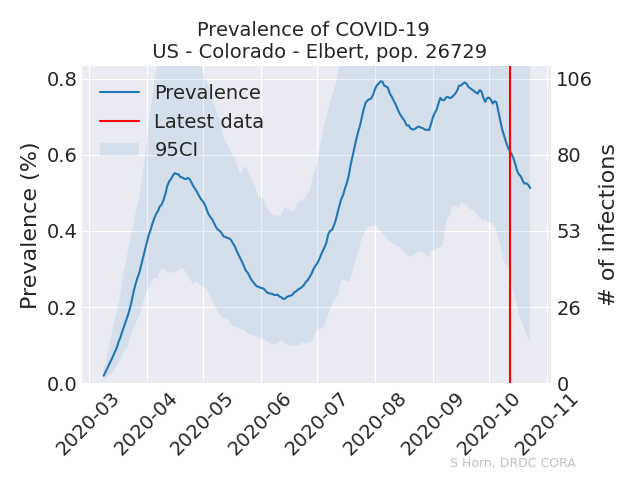 Prevalence of COVID-19
US - Colorado - Elbert, pop. 26729
Prevalence
Latest data
95CI
Prevalence (%)
0.8
0.6
0.4
0.2
0.0
106
80
53
26
0
# of infections
2020-03
2020-04
2020-05
2020-06
2020-07
2020-08
2020-09
2020-10
2020-11
S Horn, DRDC CORA